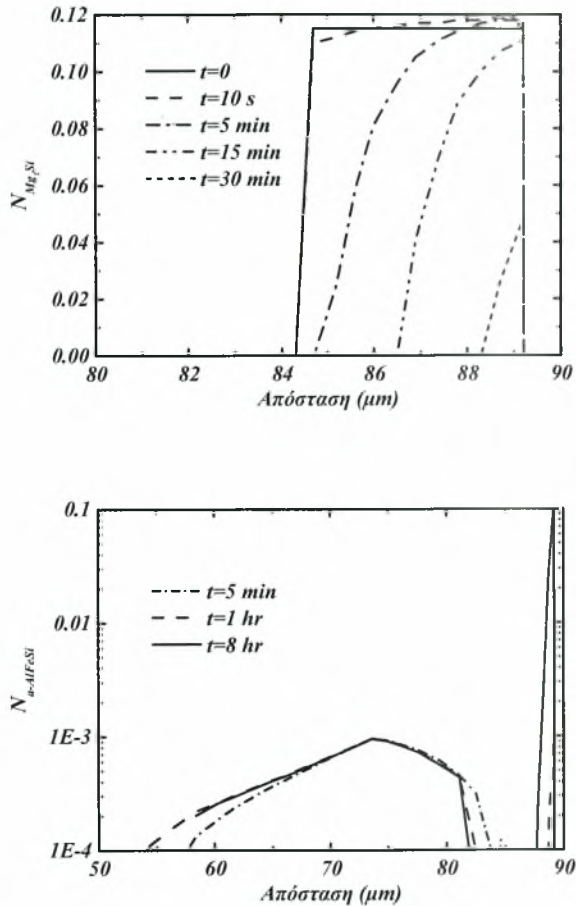 0.12
0.10
0.08
0.06
0.04
0.02
0.00
N_Mg2Si
t=0
t=10 s
t=5 min
t=15 min
t=30 min
80 82 84 86 88 90
Απόσταση (μm)
0.1
0.01
1E-3
1E-4
N_α-AlFeSi
t=5 min
t=1 hr
t=8 hr
50 60 70 80 90
Απόσταση (μm)